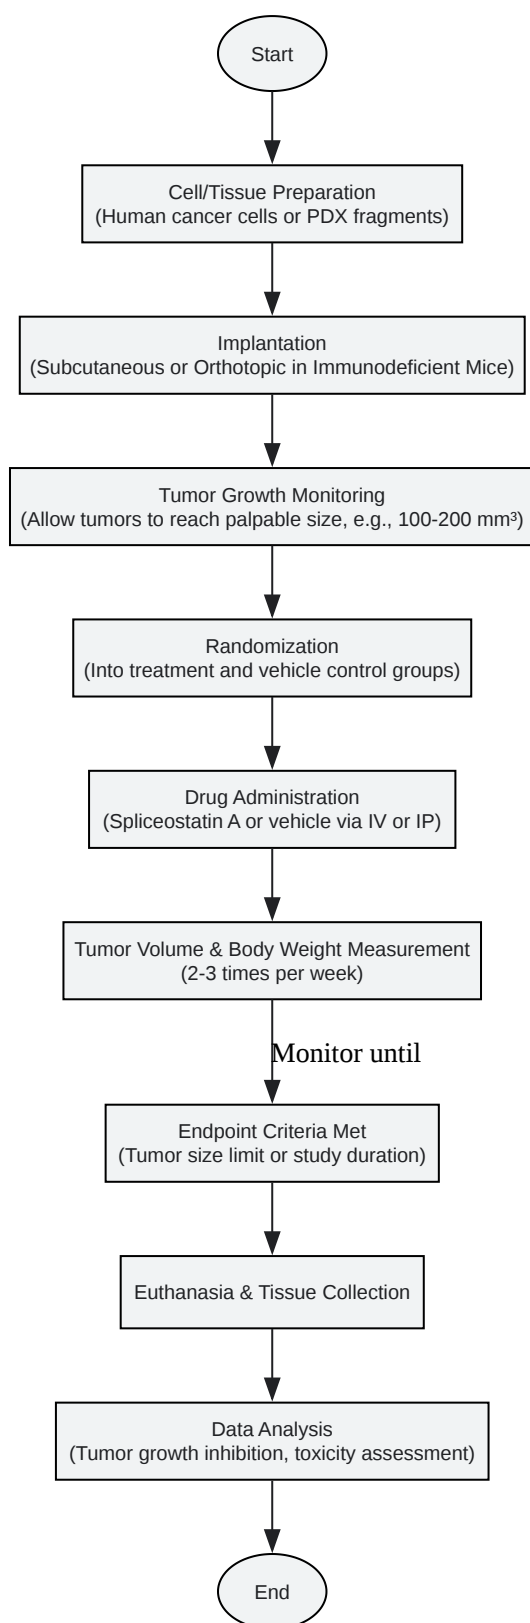 Start
Cell/Tissue Preparation
(Human cancer cells or PDX fragments)
Implantation
(Subcutaneous or Orthotopic in Immunodeficient Mice)
Tumor Growth Monitoring
(Allow tumors to reach palpable size, e.g., 100-200 mm³)
Randomization
(Into treatment and vehicle control groups)
Drug Administration
(Spliceostatin A or vehicle via IV or IP)
Tumor Volume & Body Weight Measurement
(2-3 times per week)
Monitor until
Endpoint Criteria Met
(Tumor size limit or study duration)
Euthanasia & Tissue Collection
Data Analysis
(Tumor growth inhibition, toxicity assessment)
End